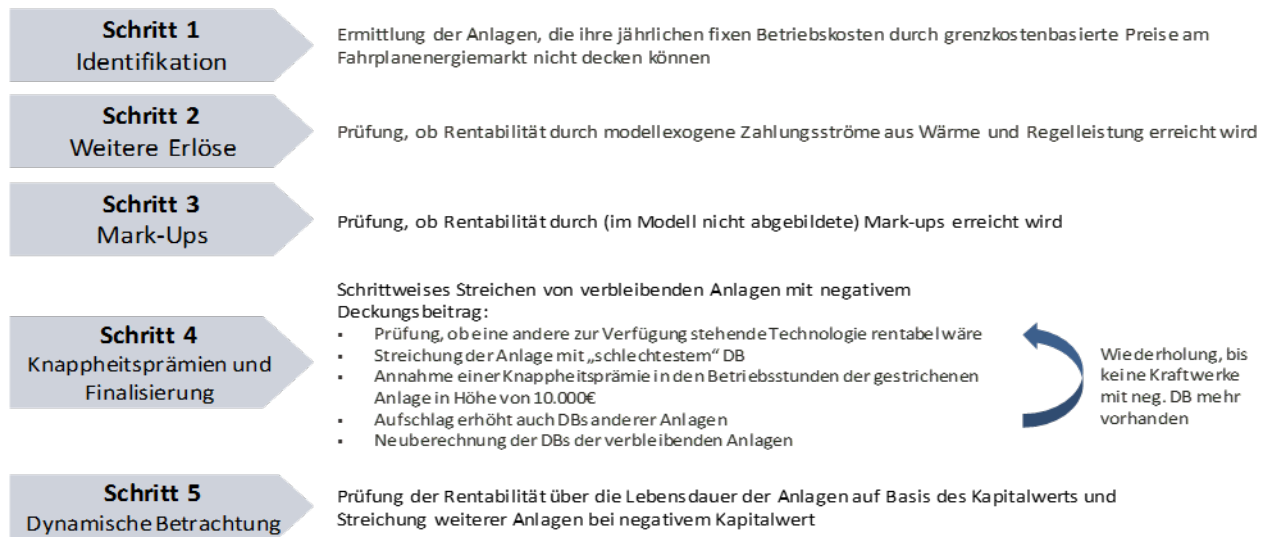 Schritt 1
Identifikation
Ermittlung der Anlagen, die ihre jährlichen fixen Betriebskosten durch grenzkostenbasierte Preise am
Fahrplanenergiemarkt nicht decken können
Schritt 2
Weitere Erlöse
Prüfung, ob Rentabilität durch modellexogene Zahlungsströme aus Wärme und Regelleistung erreicht wird
Schritt 3
Mark-Ups
Prüfung, ob Rentabilität durch (im Modell nicht abgebildete) Mark-ups erreicht wird
Schritt 4
Knappheitsprämien und
Finalisierung
Schrittweises Streichen von verbleibenden Anlagen mit negativem
Deckungsbeitrag:
▪ Prüfung, ob eine andere zur Verfügung stehende Technologie rentabel wäre
▪ Streichung der Anlage mit „schlechtestem“ DB
▪ Annahme einer Knappheitsprämie in den Betriebsstunden der gestrichenen
Anlage in Höhe von 10.000€
▪ Aufschlag erhöht auch DBs anderer Anlagen
▪ Neuberechnung der DBs der verbleibenden Anlagen
Wiederholung, bis
keine Kraftwerke
mit neg. DB mehr
vorhanden
Schritt 5
Dynamische Betrachtung
Prüfung der Rentabilität über die Lebensdauer der Anlagen auf Basis des Kapitalwerts und
Streichung weiterer Anlagen bei negativem Kapitalwert